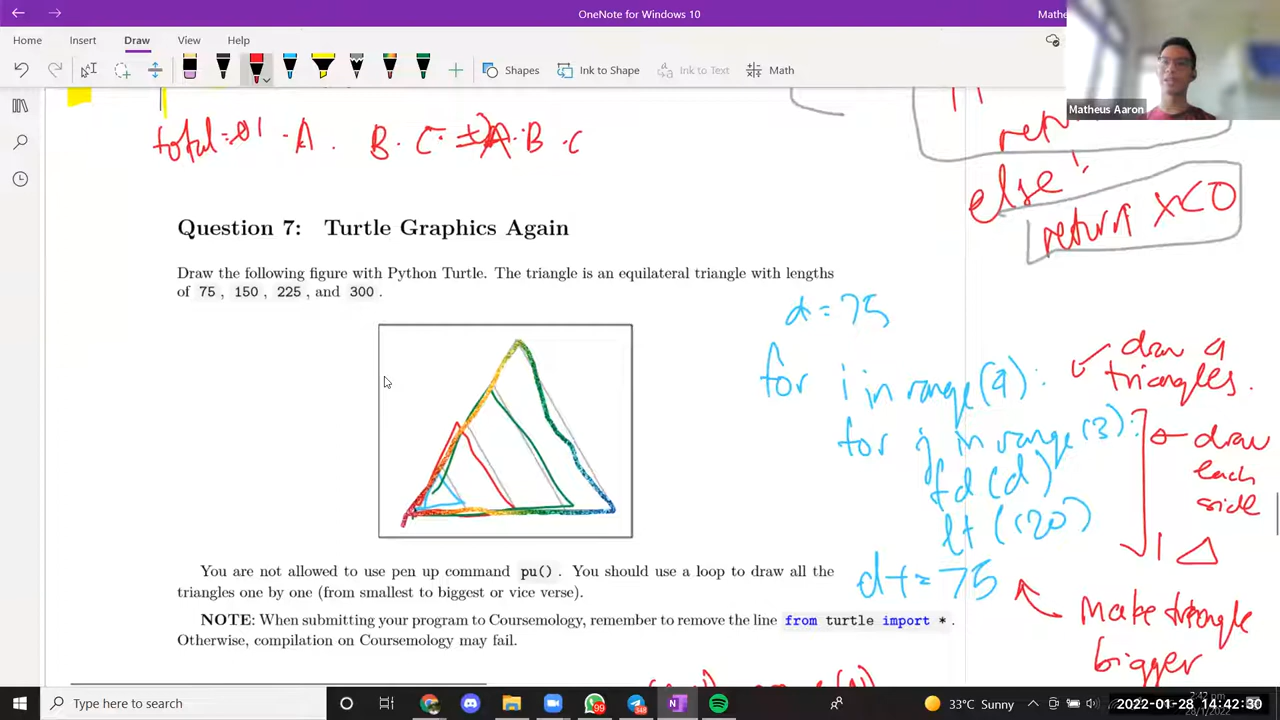 OneNote for Windows 10
Mathe
Home Insert Draw View Help
Shapes Ink to Shape Ink to Text Math
Matheus Aaron
total=
A . B . C
A . B . C
else:
return x<0
Question 7: Turtle Graphics Again
Draw the following figure with Python Turtle. The triangle is an equilateral triangle with lengths
of 75 , 150 , 225 , and 300 .
d = 75
for i in range(4):
for j in range(3):
fd(d)
lt(120)
d+=75
draw 4
triangles.
draw
each
side
1 △
Make triangle
bigger
You are not allowed to use pen up command pu() . You should use a loop to draw all the
triangles one by one (from smallest to biggest or vice verse).
NOTE: When submitting your program to Coursemology, remember to remove the line from turtle import * .
Otherwise, compilation on Coursemology may fail.
Type here to search
99
33°C Sunny
2022-01-28 14:42:30